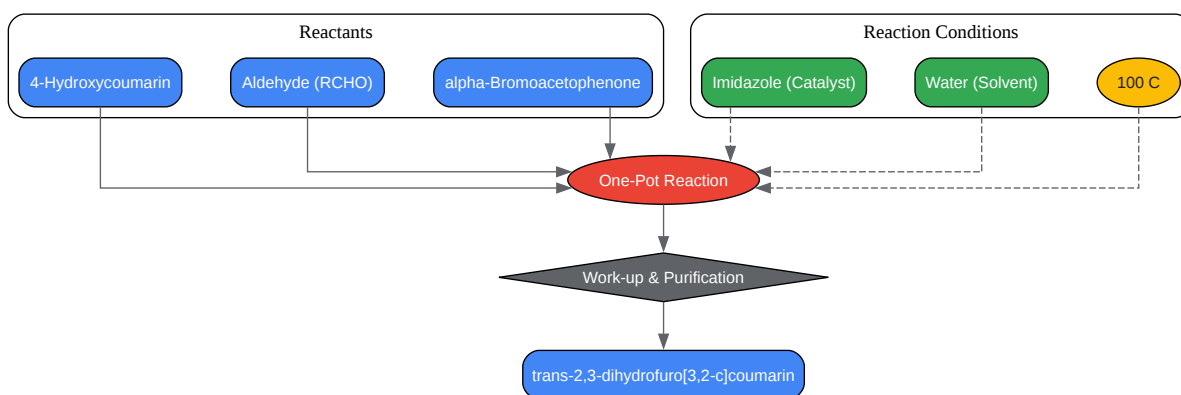 Reactants
Reaction Conditions
4-Hydroxycoumarin
Aldehyde (RCHO)
alpha-Bromoacetophenone
Imidazole (Catalyst)
Water (Solvent)
100 C
One-Pot Reaction
Work-up & Purification
trans-2,3-dihydrofuro[3,2-c]coumarin